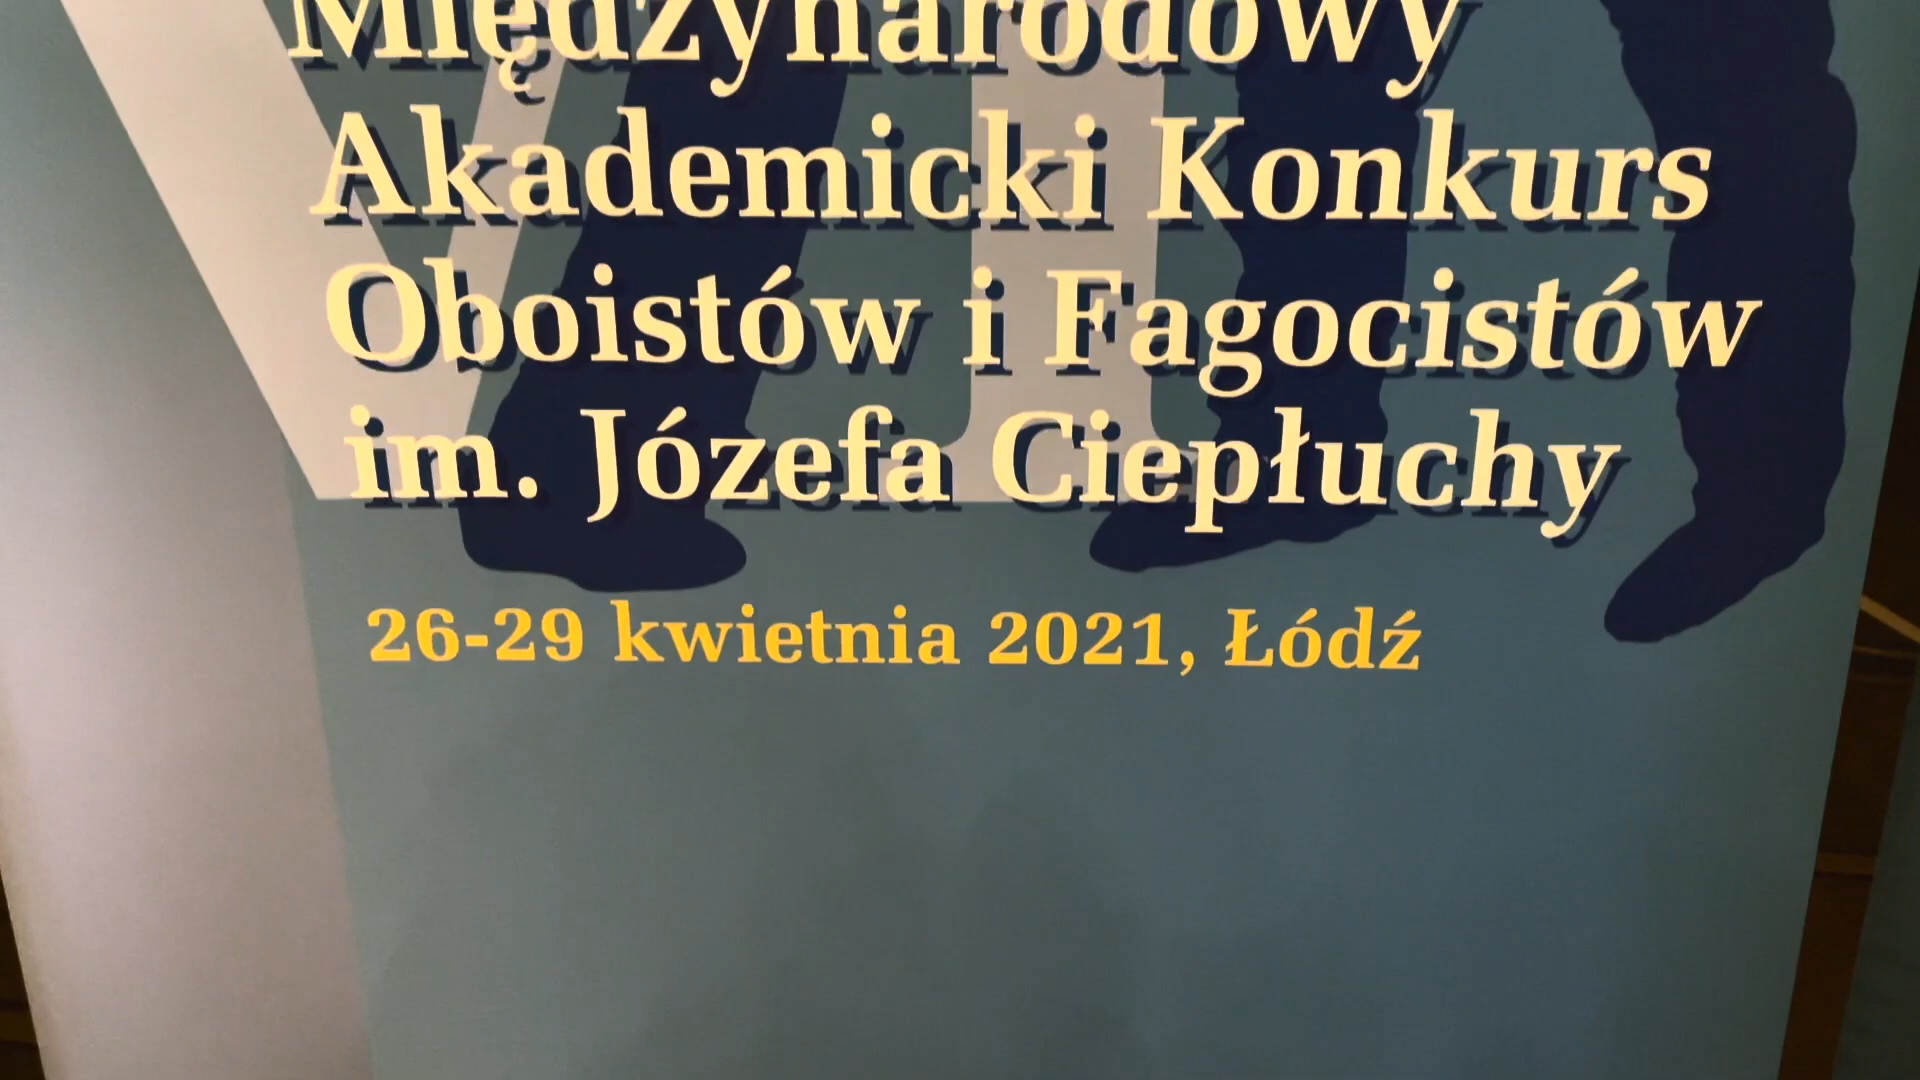 Międzynarodowy
Akademicki Konkurs
Oboistów i Fagocistów
im. Józefa Ciepłuchy
26-29 kwietnia 2021, Łódź